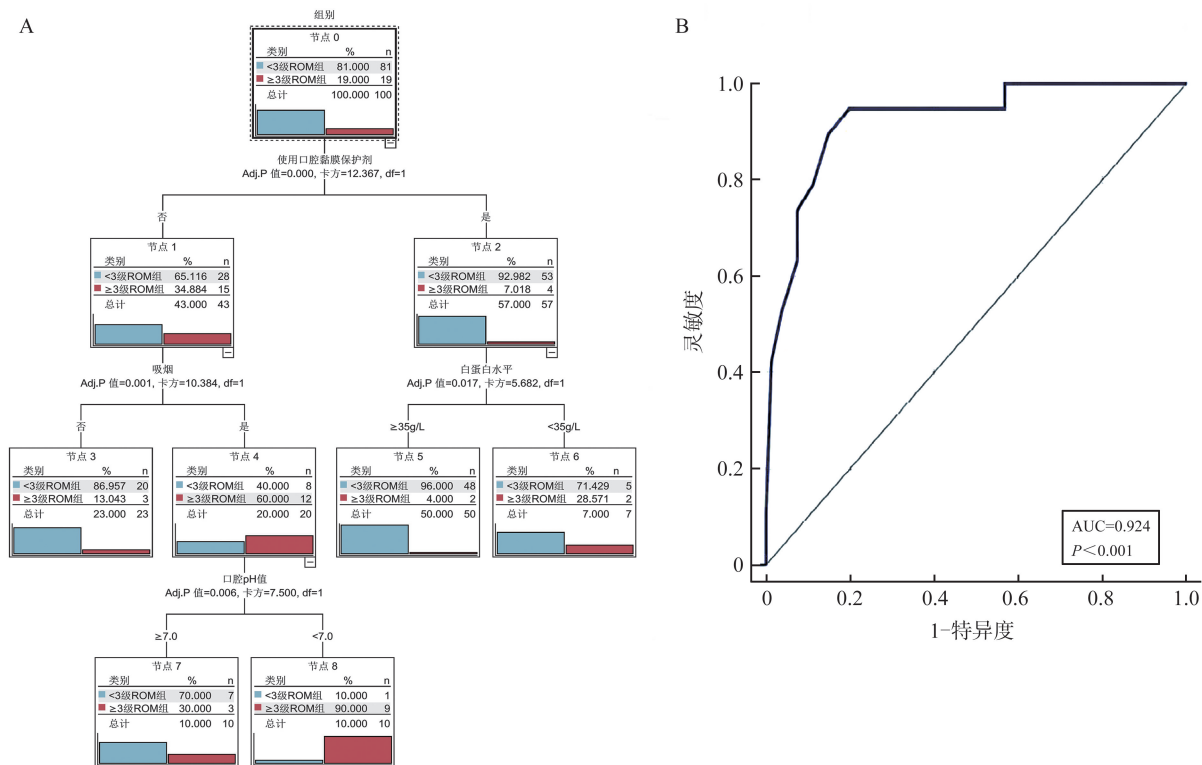 A
组别
节点 0
类别 % n
<3级ROM组 81.000 81
≥3级ROM组 19.000 19
总计 100.000 100
使用口腔黏膜保护剂
Adj.P 值=0.000, 卡方=12.367, df=1
否
是
节点 1
类别 % n
<3级ROM组 65.116 28
≥3级ROM组 34.884 15
总计 43.000 43
节点 2
类别 % n
<3级ROM组 92.982 53
≥3级ROM组 7.018 4
总计 57.000 57
吸烟
Adj.P 值=0.001, 卡方=10.384, df=1
白蛋白水平
Adj.P 值=0.017, 卡方=5.682, df=1
否
是
≥35g/L
<35g/L
节点 3
类别 % n
<3级ROM组 86.957 20
≥3级ROM组 13.043 3
总计 23.000 23
节点 4
类别 % n
<3级ROM组 40.000 8
≥3级ROM组 60.000 12
总计 20.000 20
节点 5
类别 % n
<3级ROM组 96.000 48
≥3级ROM组 4.000 2
总计 50.000 50
节点 6
类别 % n
<3级ROM组 71.429 5
≥3级ROM组 28.571 2
总计 7.000 7
口腔pH值
Adj.P 值=0.006, 卡方=7.500, df=1
≥7.0
<7.0
节点 7
类别 % n
<3级ROM组 70.000 7
≥3级ROM组 30.000 3
总计 10.000 10
节点 8
类别 % n
<3级ROM组 10.000 1
≥3级ROM组 90.000 9
总计 10.000 10
B
1.0
0.8
0.6
0.4
0.2
0
灵敏度
AUC=0.924
P<0.001
0 0.2 0.4 0.6 0.8 1.0
1-特异度